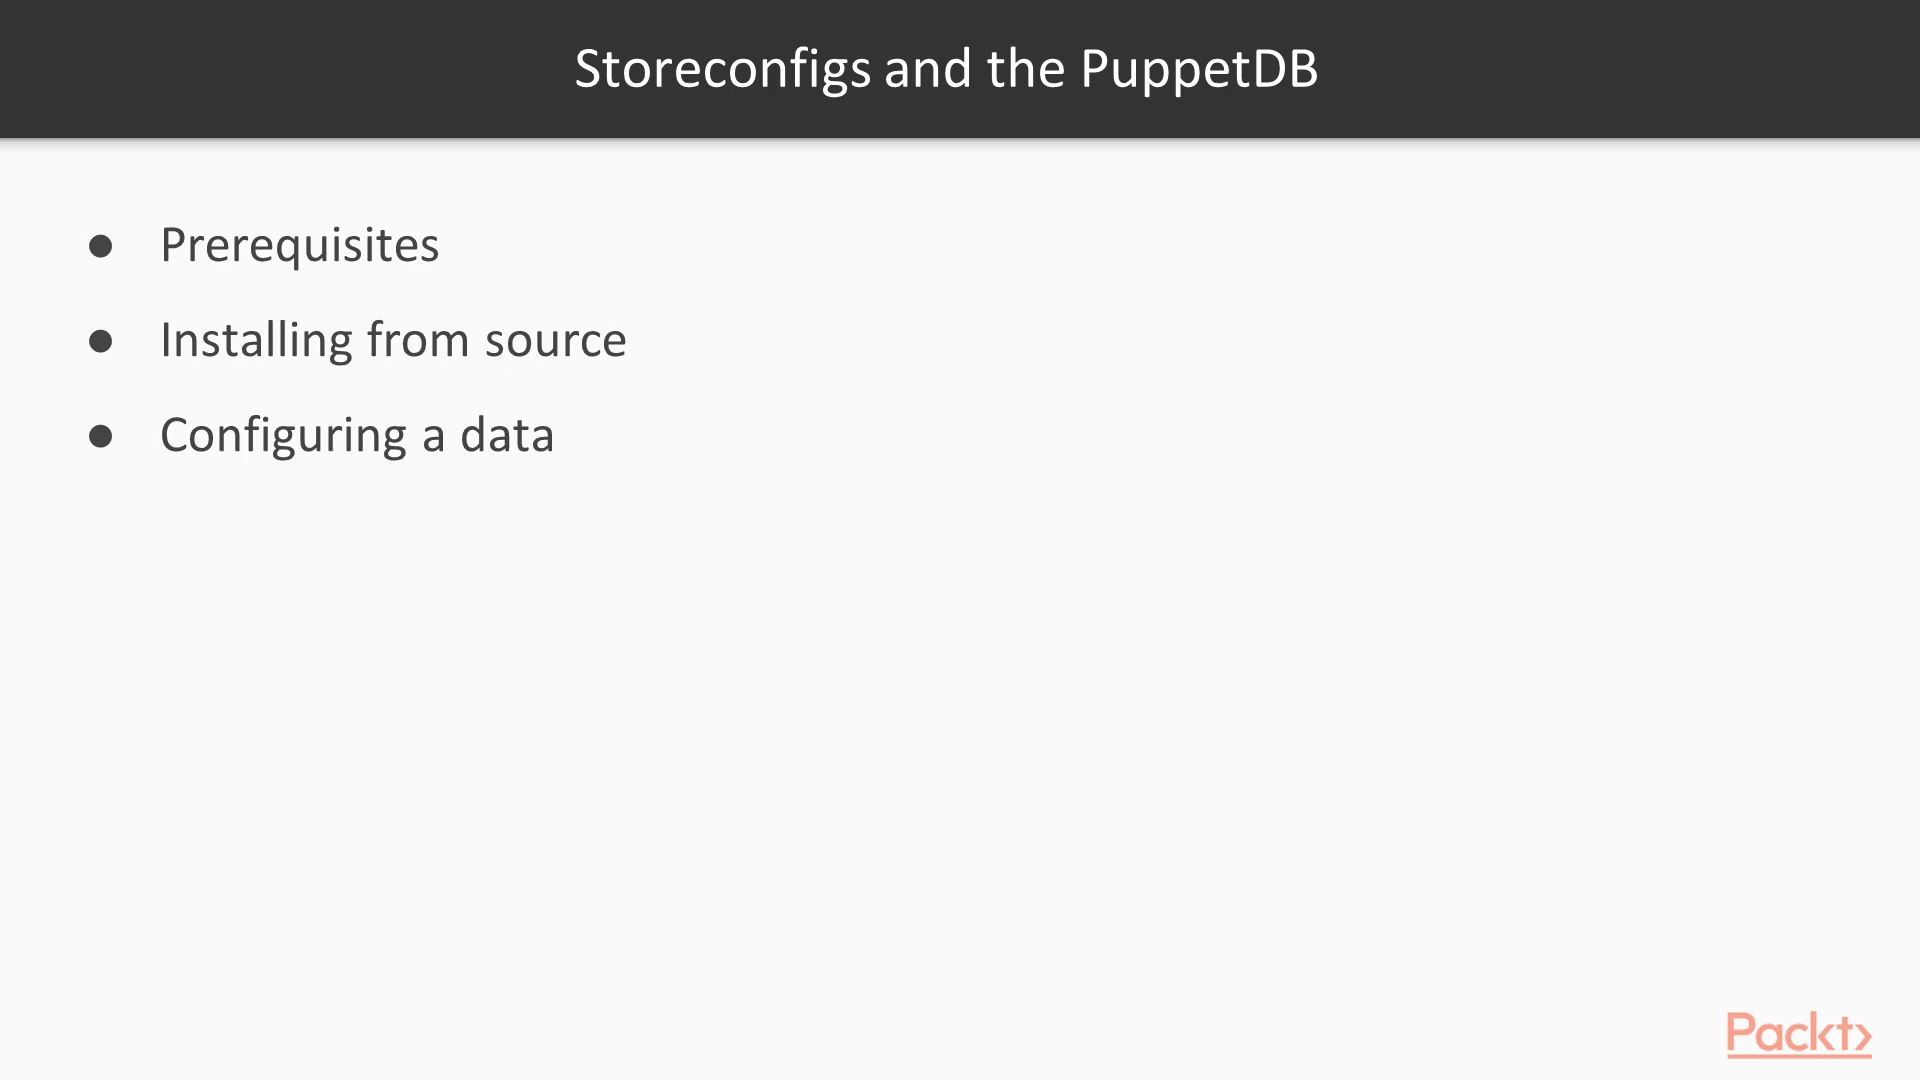 Storeconfigs and the PuppetDB
● Prerequisites
● Installing from source
● Configuring a data
Packt>